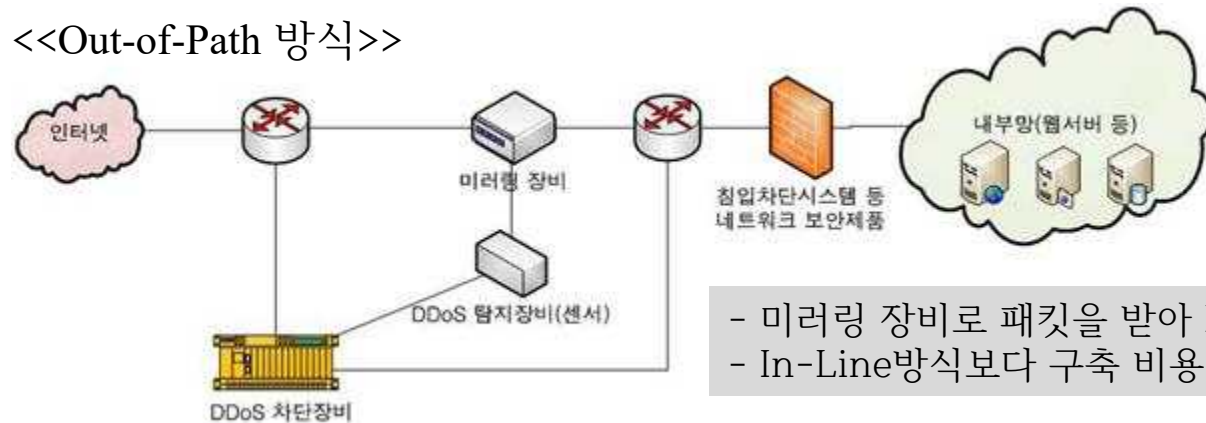 <<Out-of-Path 방식>>
인터넷
미러링 장비
내부망(웹서버 등)
침입차단시스템 등
네트워크 보안제품
DDoS 탐지장비(센서)
DDoS 차단장비
- 미러링 장비로 패킷을 받아
- In-Line방식보다 구축 비용